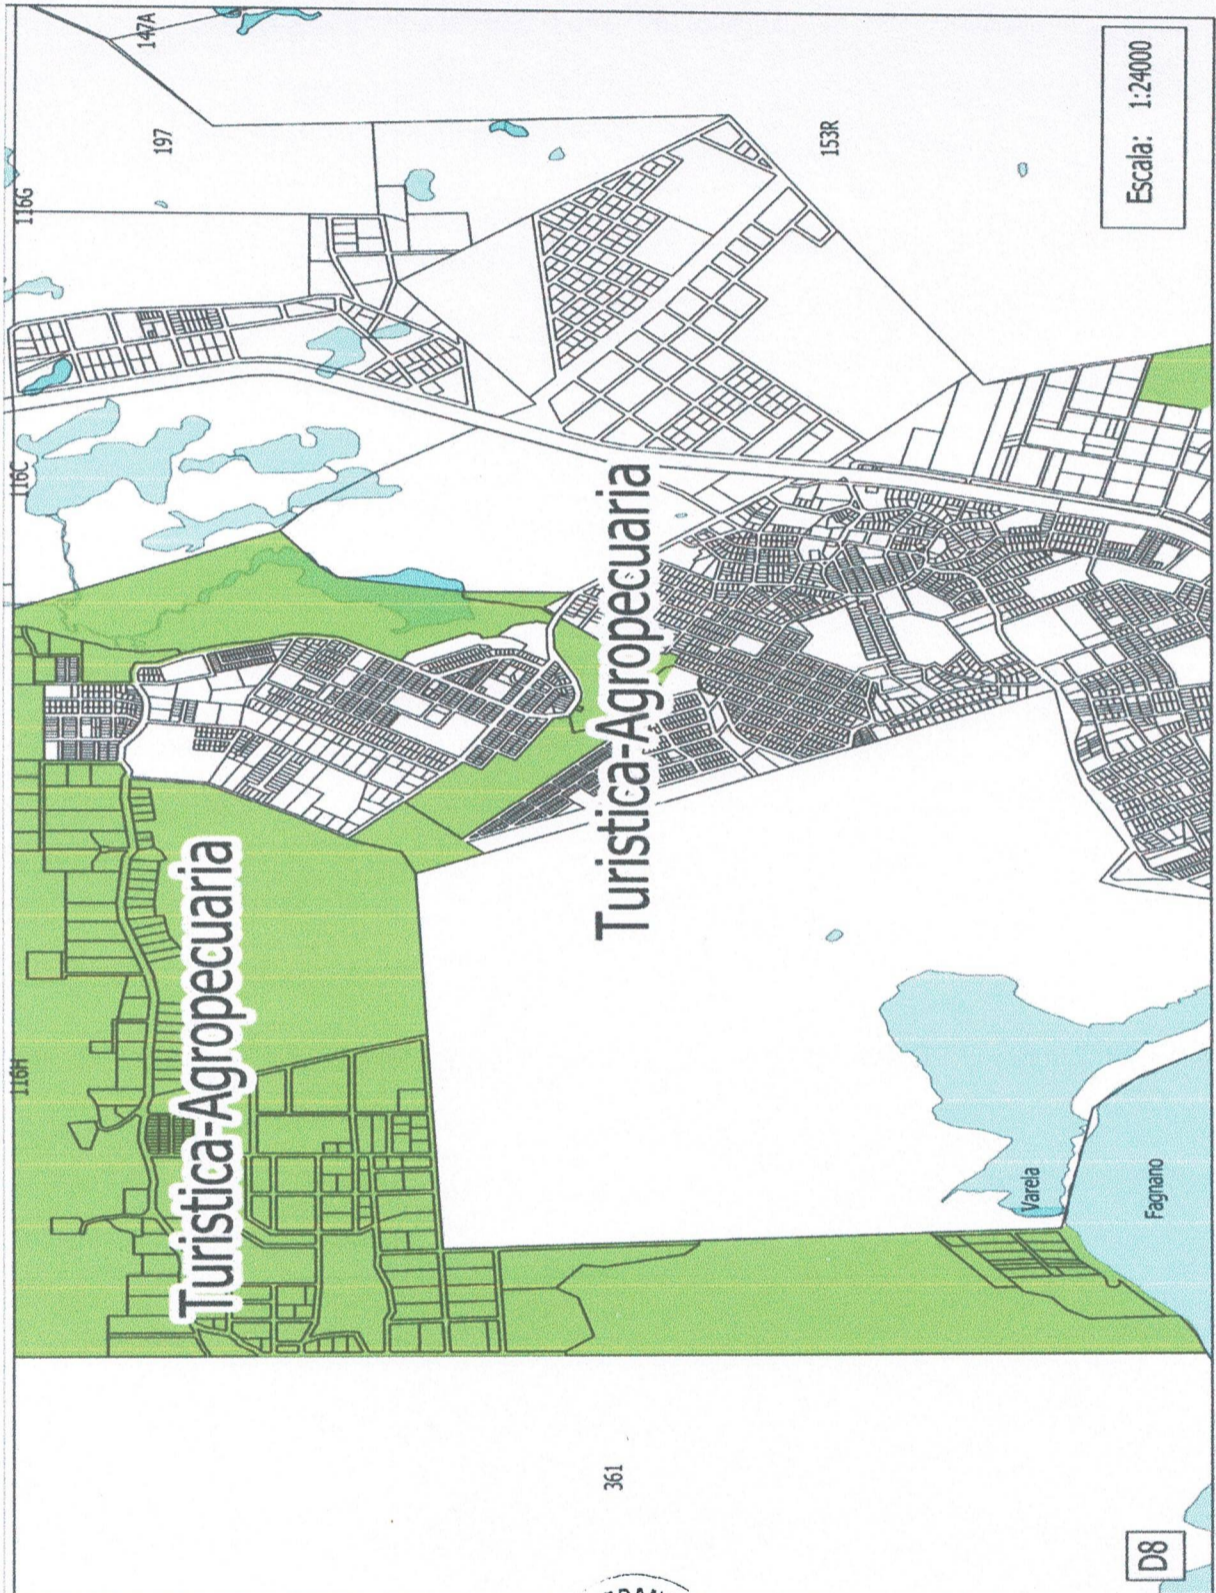 116H
116C
116G
197
147A
Turistica-Agropecuaria
Turistica-Agropecuaria
153R
361
Varela
Fagnano
D8
Escala: 1:24000